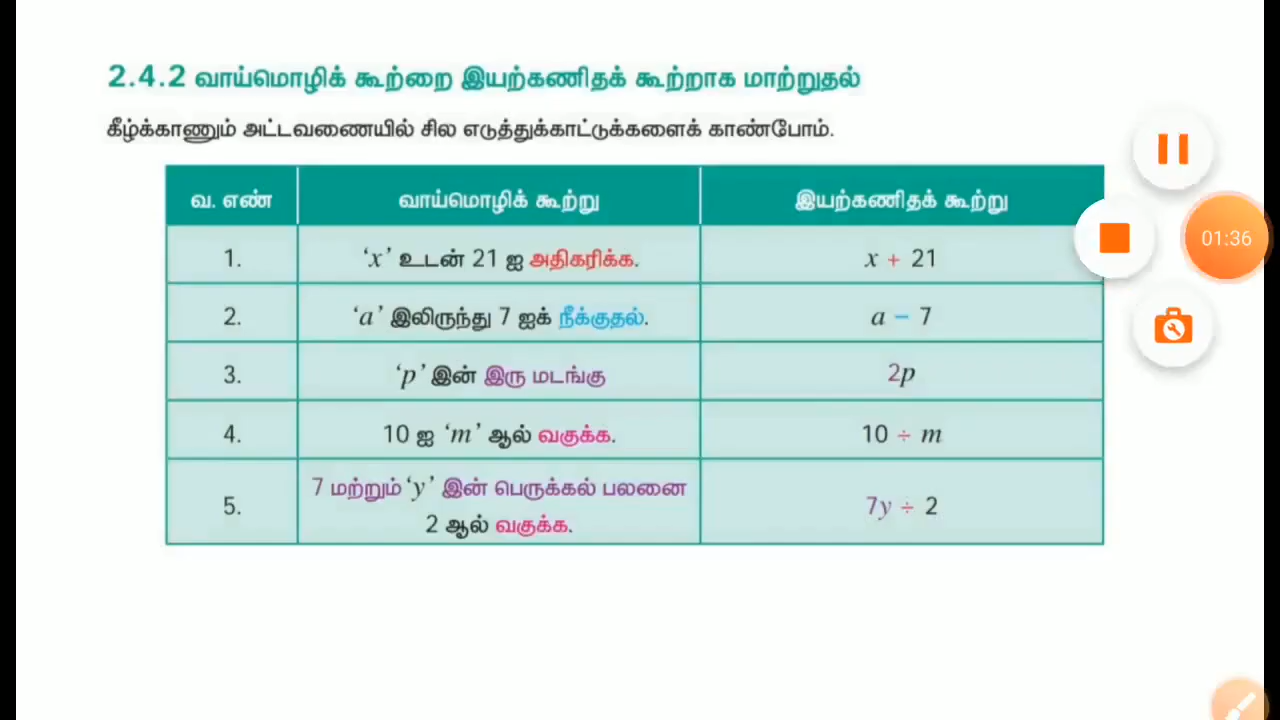 2.4.2 வாய்மொழிக் கூற்றை இயற்கணிதக் கூற்றாக மாற்றுதல்
கீழ்க்காணும் அட்டவணையில் சில எடுத்துக்காட்டுக்களைக் காண்போம்.
வ. எண் வாய்மொழிக் கூற்று இயற்கணிதக் கூற்று
1. ‘x’ உடன் 21 ஐ அதிகரிக்க. x + 21
2. ‘a’ இலிருந்து 7 ஐக் நீக்குதல். a − 7
3. ‘p’ இன் இரு மடங்கு 2p
4. 10 ஐ ‘m’ ஆல் வகுக்க. 10 ÷ m
5. 7 மற்றும் ‘y’ இன் பெருக்கல் பலனை
2 ஆல் வகுக்க. 7y ÷ 2
01:36